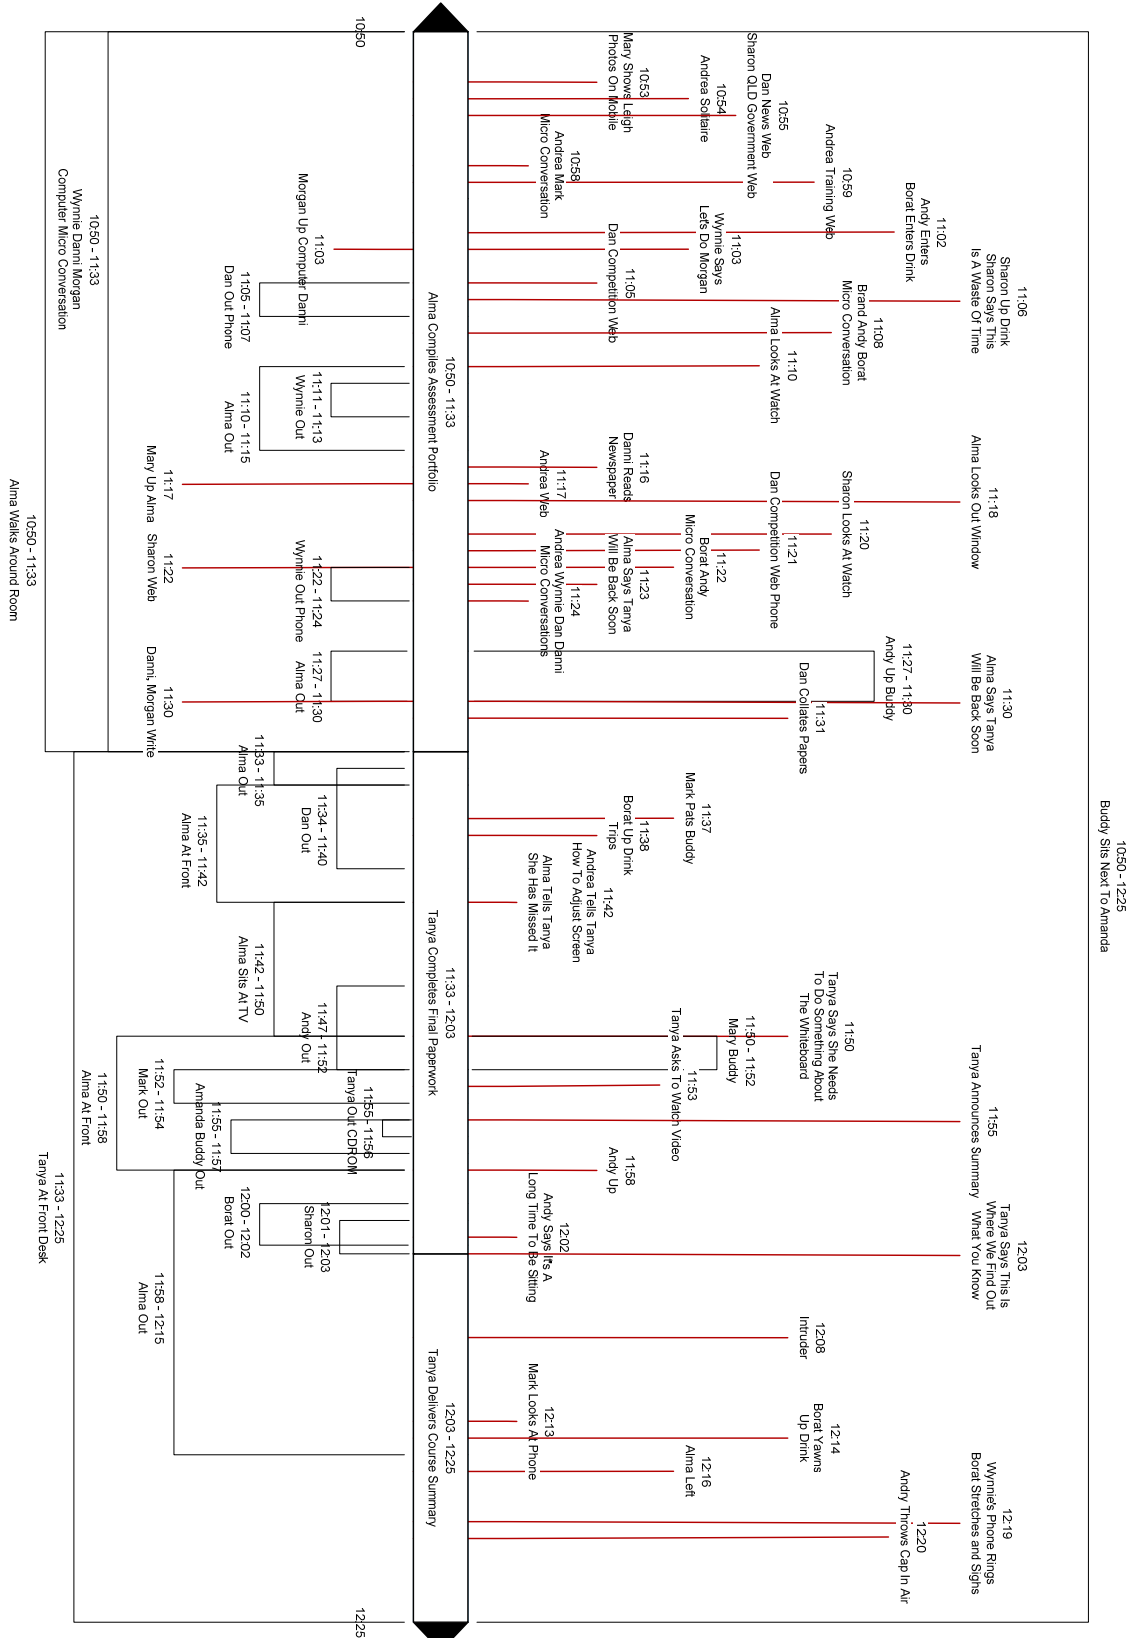 10:50 - 12:25
Buddy Sits Next To Amanda
11:06
Sharon Up Drink
Sharon Says This
Is A Waste Of Time
11:18
Alma Looks Out Window
11:30
Alma Says Tanya
Will Be Back Soon
11:55
Tanya Announces Summary
12:03
Tanya Says This Is
Where We Find Out
What You Know
12:19
Wynnie's Phone Rings
Borat Stretches and Sighs
11:02
Andy Enters
Borat Enters Drink
11:27 - 11:30
Andy Up Buddy
12:20
Andry Throws Cap In Air
10:59
Andrea Training Web
11:08
Brand Andy Borat
Micro Conversation
11:20
Sharon Looks At Watch
11:31
Dan Collates Papers
11:50
Tanya Says She Needs
To Do Something About
The Whiteboard
12:08
Intruder
12:14
Borat Yawns
Up Drink
10:55
Dan News Web
Sharon QLD Government Web
11:10
Alma Looks At Watch
11:21
Dan Competition Web Phone
11:50 - 11:52
Mary Buddy
10:54
Andrea Solitaire
11:03
Wynnie Says
Let's Do Morgan
11:22
Borat Andy
Micro Conversation
11:37
Mark Pats Buddy
11:53
Tanya Asks To Watch Video
12:16
Alma Left
10:53
Mary Shows Leigh
Photos On Mobile
11:05
Dan Competition Web
11:16
Danni Reads
Newspaper
11:23
Alma Says Tanya
Will Be Back Soon
11:38
Borat Up Drink
Trips
11:42
Andrea Tells Tanya
How To Adjust Screen
Alma Tells Tanya
She Has Missed It
11:58
Andy Up
10:58
Andrea Mark
Micro Conversation
11:17
Andrea Web
11:24
Andrea Wynnie Dan Danni
Micro Conversations
12:02
Andy Says It's A
Long Time To Be Sitting
12:13
Mark Looks At Phone
10:50 - 11:33
Alma Compiles Assessment Portfolio
11:33 - 12:03
Tanya Completes Final Paperwork
12:03 - 12:25
Tanya Delivers Course Summary
10:50
12:25
11:03
Morgan Up Computer Danni
11:11 - 11:13
Wynnie Out
11:22 - 11:24
Wynnie Out Phone
11:27 - 11:30
Alma Out
11:34 - 11:40
Dan Out
11:47 - 11:52
Andy Out
11:55 - 11:56
Tanya Out CDROM
12:01 - 12:03
Sharon Out
11:05 - 11:07
Dan Out Phone
11:10 - 11:15
Alma Out
11:33 - 11:35
Alma Out
11:42 - 11:50
Alma Sits At TV
12:00 - 12:02
Borat Out
11:35 - 11:42
Alma At Front
11:55 - 11:57
Amanda Buddy Out
11:17
Mary Up Alma
11:22
Sharon Web
11:30
Danni, Morgan Write
11:52 - 11:54
Mark Out
11:58 - 12:15
Alma Out
10:50 - 11:33
Wynnie Danni Morgan
Computer Micro Conversation
11:50 - 11:58
Alma At Front
10:50 - 11:33
Alma Walks Around Room
11:33 - 12:25
Tanya At Front Desk